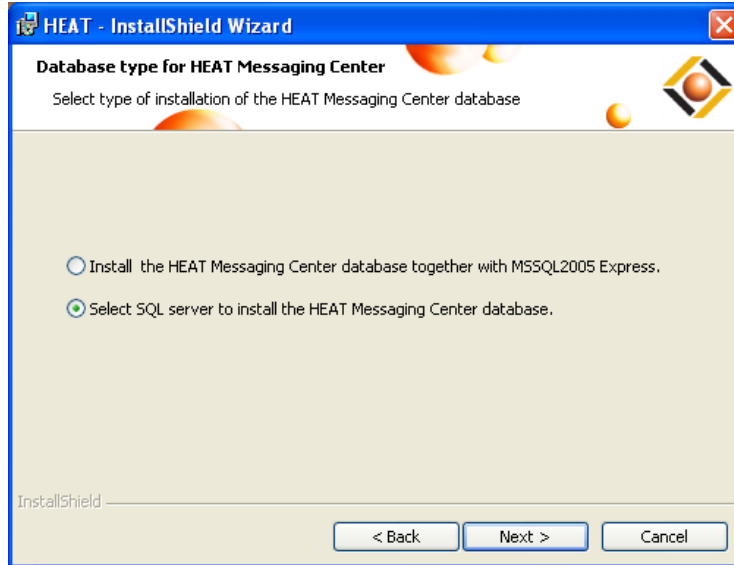 HEAT - InstallShield Wizard
Database type for HEAT Messaging Center
Select type of installation of the HEAT Messaging Center database
Install the HEAT Messaging Center database together with MSSQL2005 Express.
Select SQL server to install the HEAT Messaging Center database.
InstallShield
< Back Next > Cancel